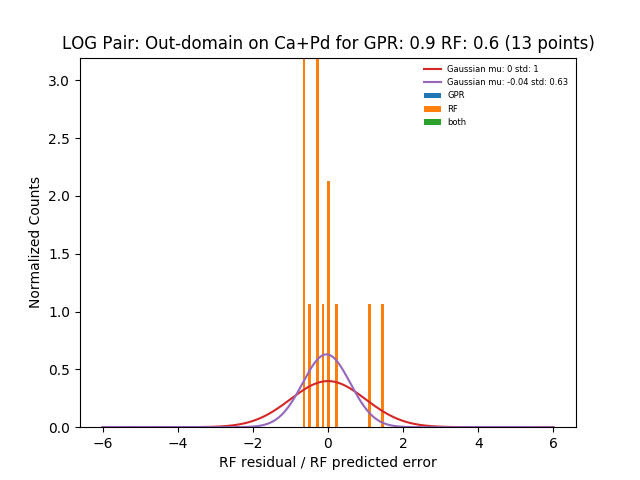 LOG Pair: Out-domain on Ca+Pd for GPR: 0.9 RF: 0.6 (13 points)
Gaussian mu: 0 std: 1
Gaussian mu: -0.04 std: 0.63
GPR
RF
both
3.0
2.5
2.0
1.5
1.0
0.5
0.0
Normalized Counts
−6 −4 −2 0 2 4 6
RF residual / RF predicted error